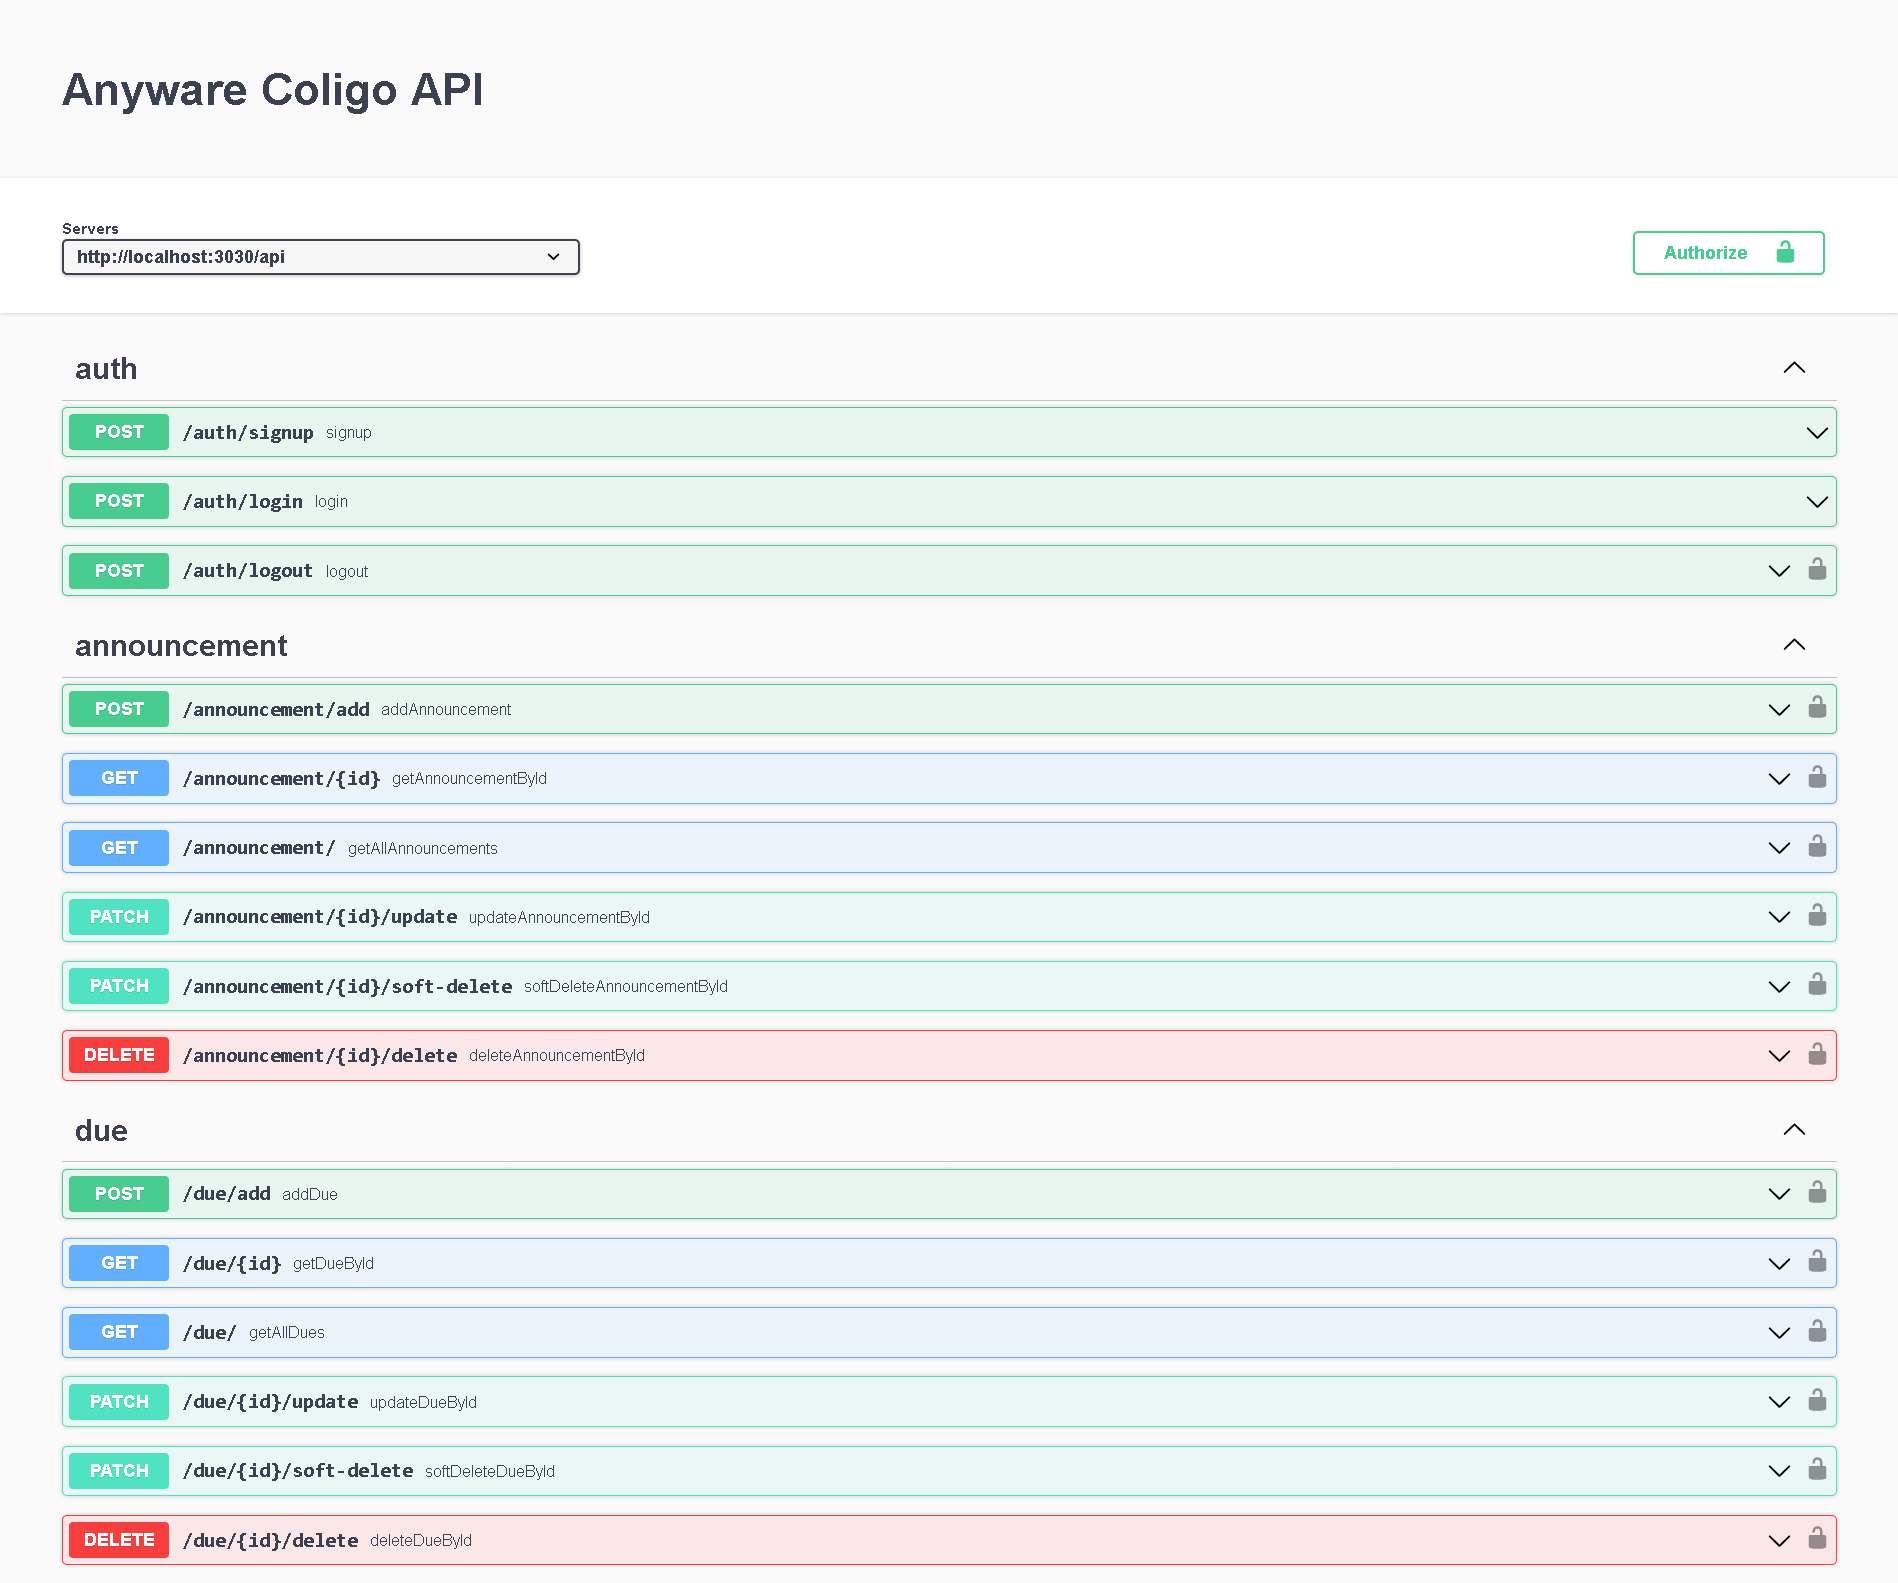 Anyware Coligo API
Servers
http://localhost:3030/api
Authorize
auth
POST /auth/signup signup
POST /auth/login login
POST /auth/logout logout
announcement
POST /announcement/add addAnnouncement
GET /announcement/{id} getAnnouncementById
GET /announcement/ getAllAnnouncements
PATCH /announcement/{id}/update updateAnnouncementById
PATCH /announcement/{id}/soft-delete softDeleteAnnouncementById
DELETE /announcement/{id}/delete deleteAnnouncementById
due
POST /due/add addDue
GET /due/{id} getDueById
GET /due/ getAllDues
PATCH /due/{id}/update updateDueById
PATCH /due/{id}/soft-delete softDeleteDueById
DELETE /due/{id}/delete deleteDueById